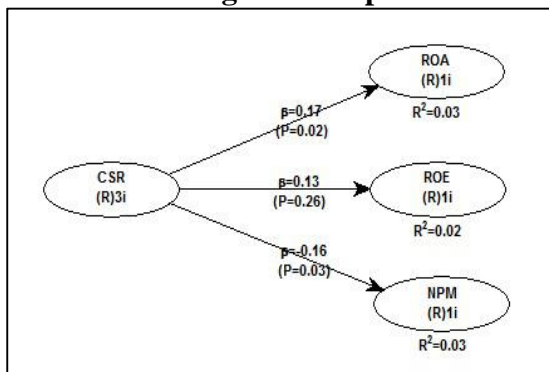 ROA
(R)1i
R²=0.03
β=0.17
(P=0.02)
CSR
(R)3i
β=0.13
(P=0.26)
ROE
(R)1i
R²=0.02
β=-0.16
(P=0.03)
NPM
(R)1i
R²=0.03